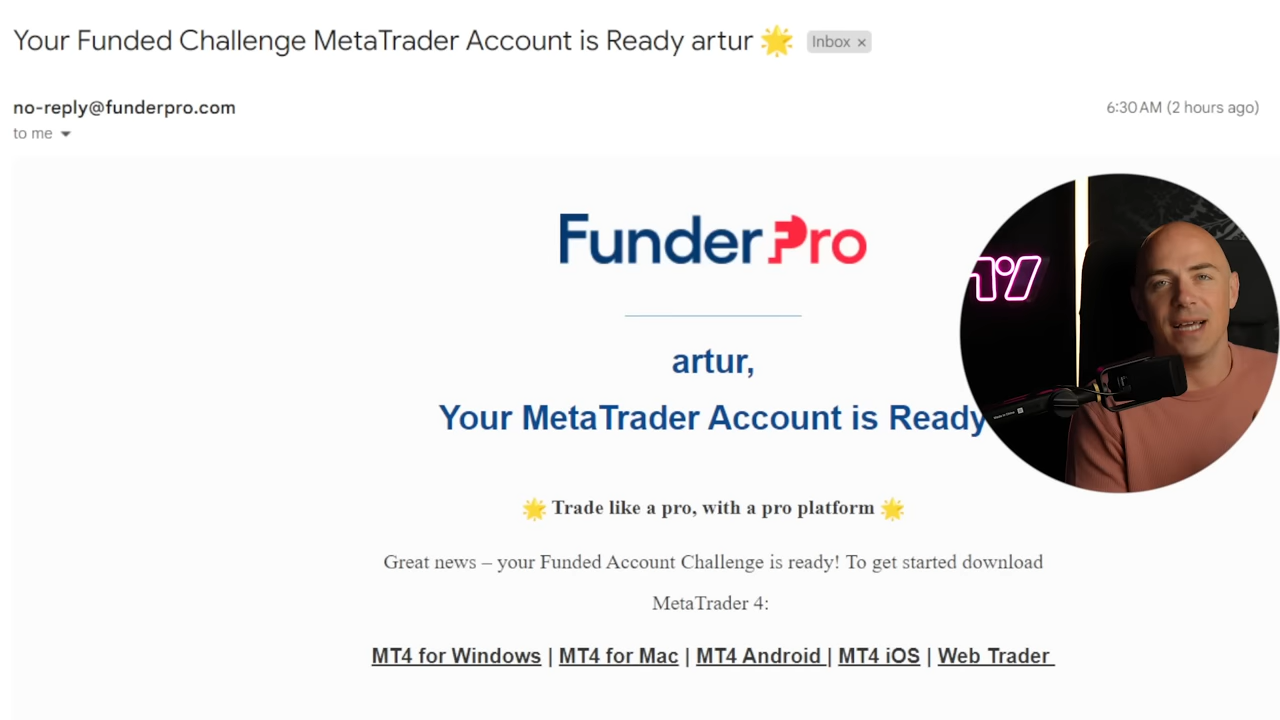 Your Funded Challenge MetaTrader Account is Ready artur 🌟 Inbox ×
no-reply@funderpro.com 6:30 AM (2 hours ago)
to me
FunderPro
artur,
Your MetaTrader Account is Ready
🌟 Trade like a pro, with a pro platform 🌟
Great news – your Funded Account Challenge is ready! To get started download
MetaTrader 4:
MT4 for Windows | MT4 for Mac | MT4 Android | MT4 iOS | Web Trader